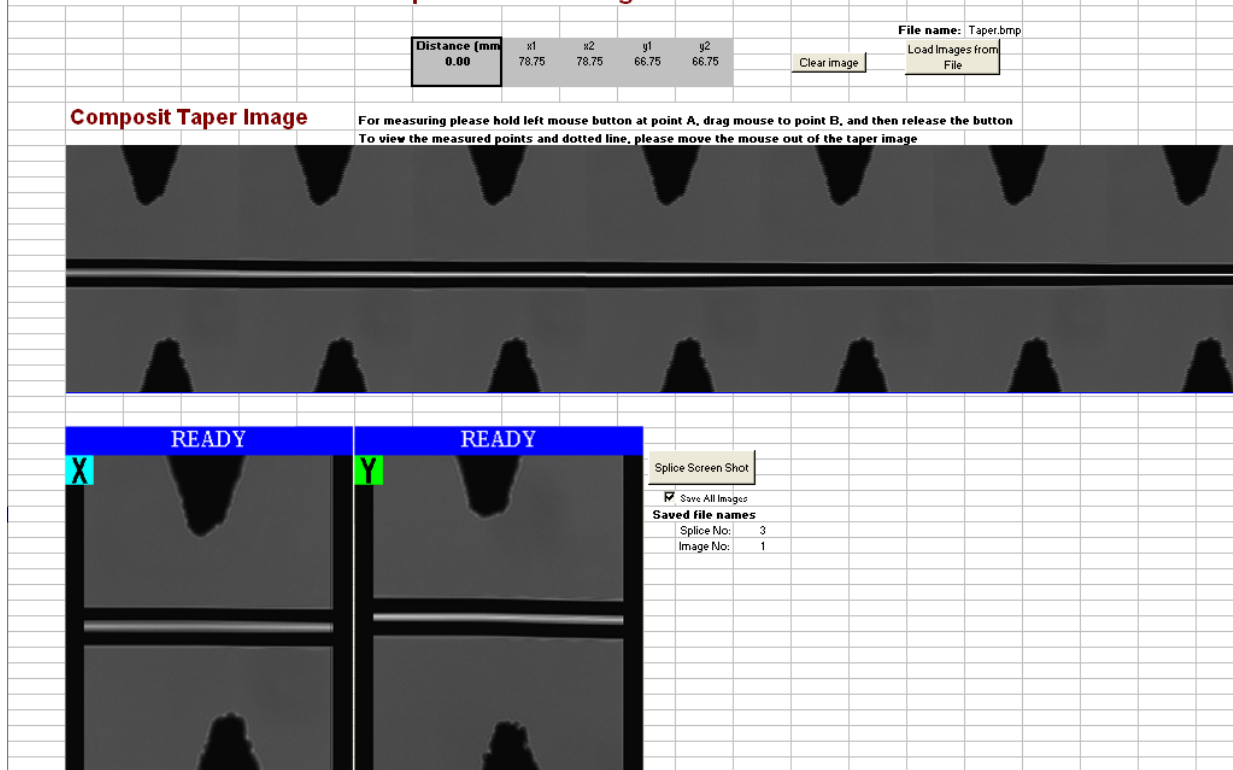 File name: Taper.bmp
Distance (mm x1 x2 y1 y2
0.00 78.75 78.75 66.75 66.75
Clear image
Load Images from
File
Composit Taper Image
For measuring please hold left mouse button at point A, drag mouse to point B, and then release the button
To view the measured points and dotted line, please move the mouse out of the taper image
READY
READY
X
Y
Splice Screen Shot
Save All Images
Saved file names
Splice No: 3
Image No: 1